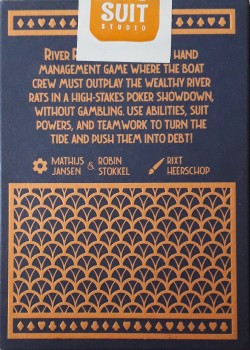 SUIT
STUDIO
RIVER HAND
MANAGEMENT GAME WHERE THE BOAT
CREW MUST OUTPLAY THE WEALTHY RIVER
RATS IN A HIGH-STAKES POKER SHOWDOWN,
WITHOUT GAMBLING. USE ABILITIES, SUIT
POWERS, AND TEAMWORK TO TURN THE
TIDE AND PUSH THEM INTO DEBT!
MATHIJS JANSEN & ROBIN STOKKEL
RIXT HEERSCHOP